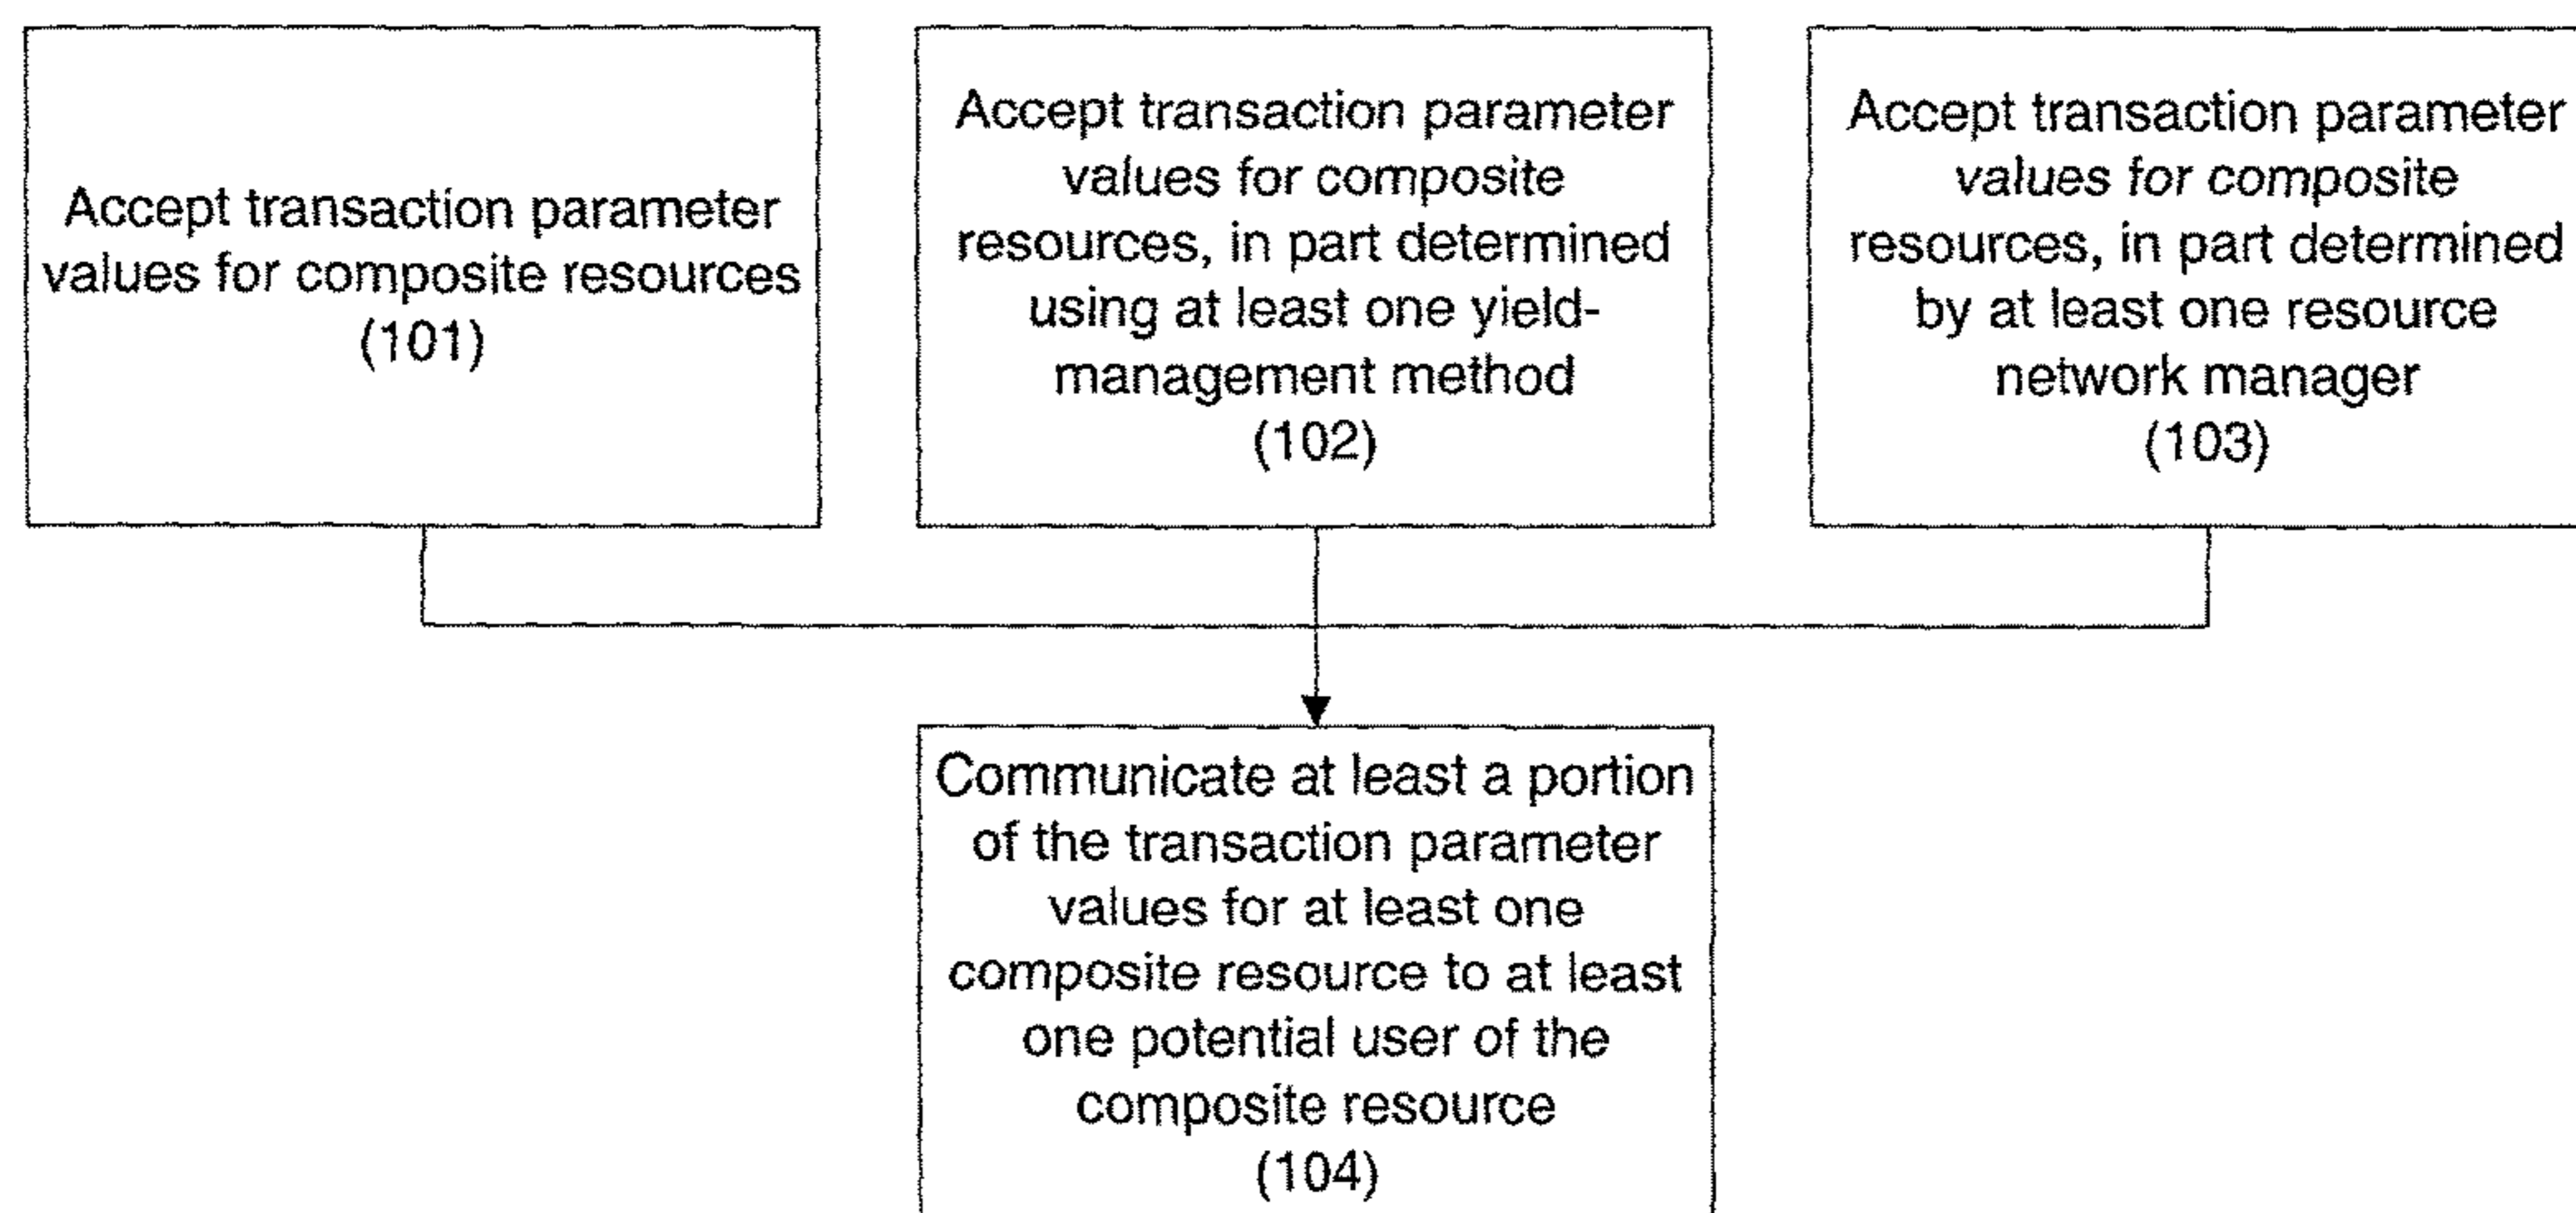 Accept transaction parameter
values for composite resources
(101)
Accept transaction parameter
values for composite
resources, in part determined
using at least one yield-
management method
(102)
Accept transaction parameter
values for composite
resources, in part determined
by at least one resource
network manager
(103)
Communicate at least a portion
of the transaction parameter
values for at least one
composite resource to at least
one potential user of the
composite resource
(104)